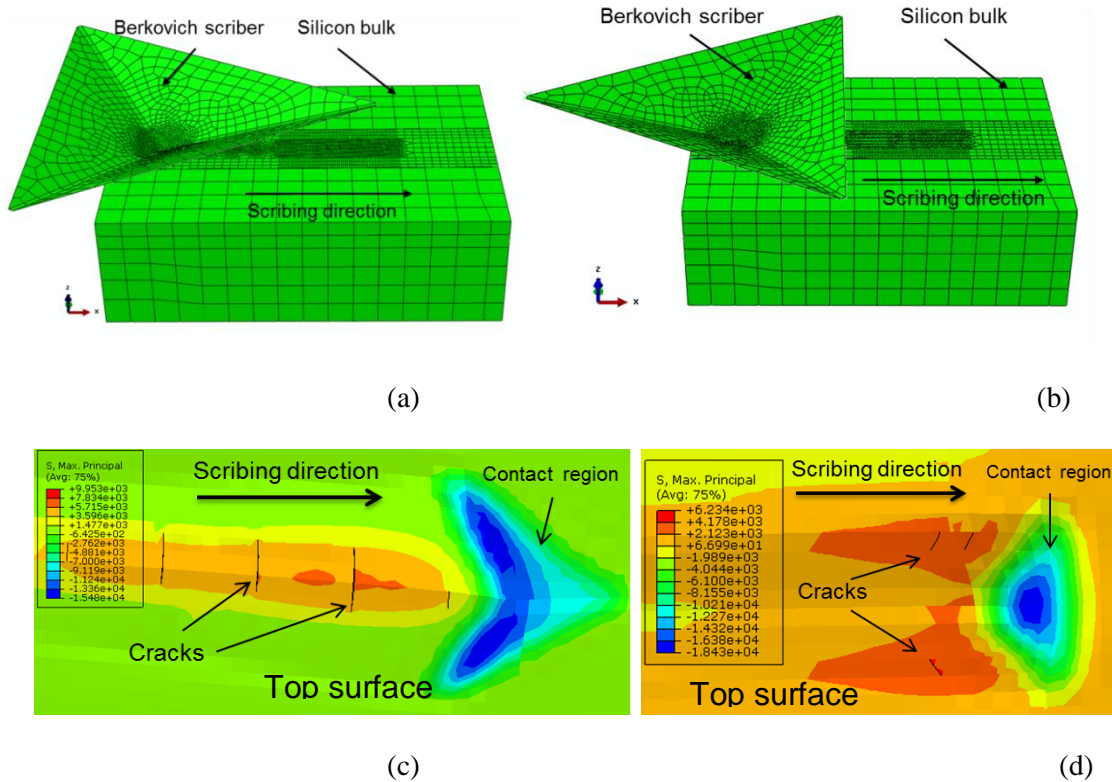 Berkovich scriber
Silicon bulk
Scribing direction
z
x
Berkovich scriber
Silicon bulk
Scribing direction
z
x
(a)
(b)
S, Max. Principal
(Avg: 75%)
+9.953e+03
+7.834e+03
+5.715e+03
+3.596e+03
+1.477e+03
-6.425e+02
-2.762e+03
-4.881e+03
-7.000e+03
-9.119e+03
-1.124e+04
-1.336e+04
-1.548e+04
Scribing direction
Contact region
Cracks
Top surface
S, Max. Principal
(Avg: 75%)
+6.234e+03
+4.178e+03
+2.123e+03
+6.699e+01
-1.989e+03
-4.044e+03
-6.100e+03
-8.155e+03
-1.021e+04
-1.227e+04
-1.432e+04
-1.638e+04
-1.843e+04
Scribing direction
Contact region
Cracks
Top surface
(c)
(d)